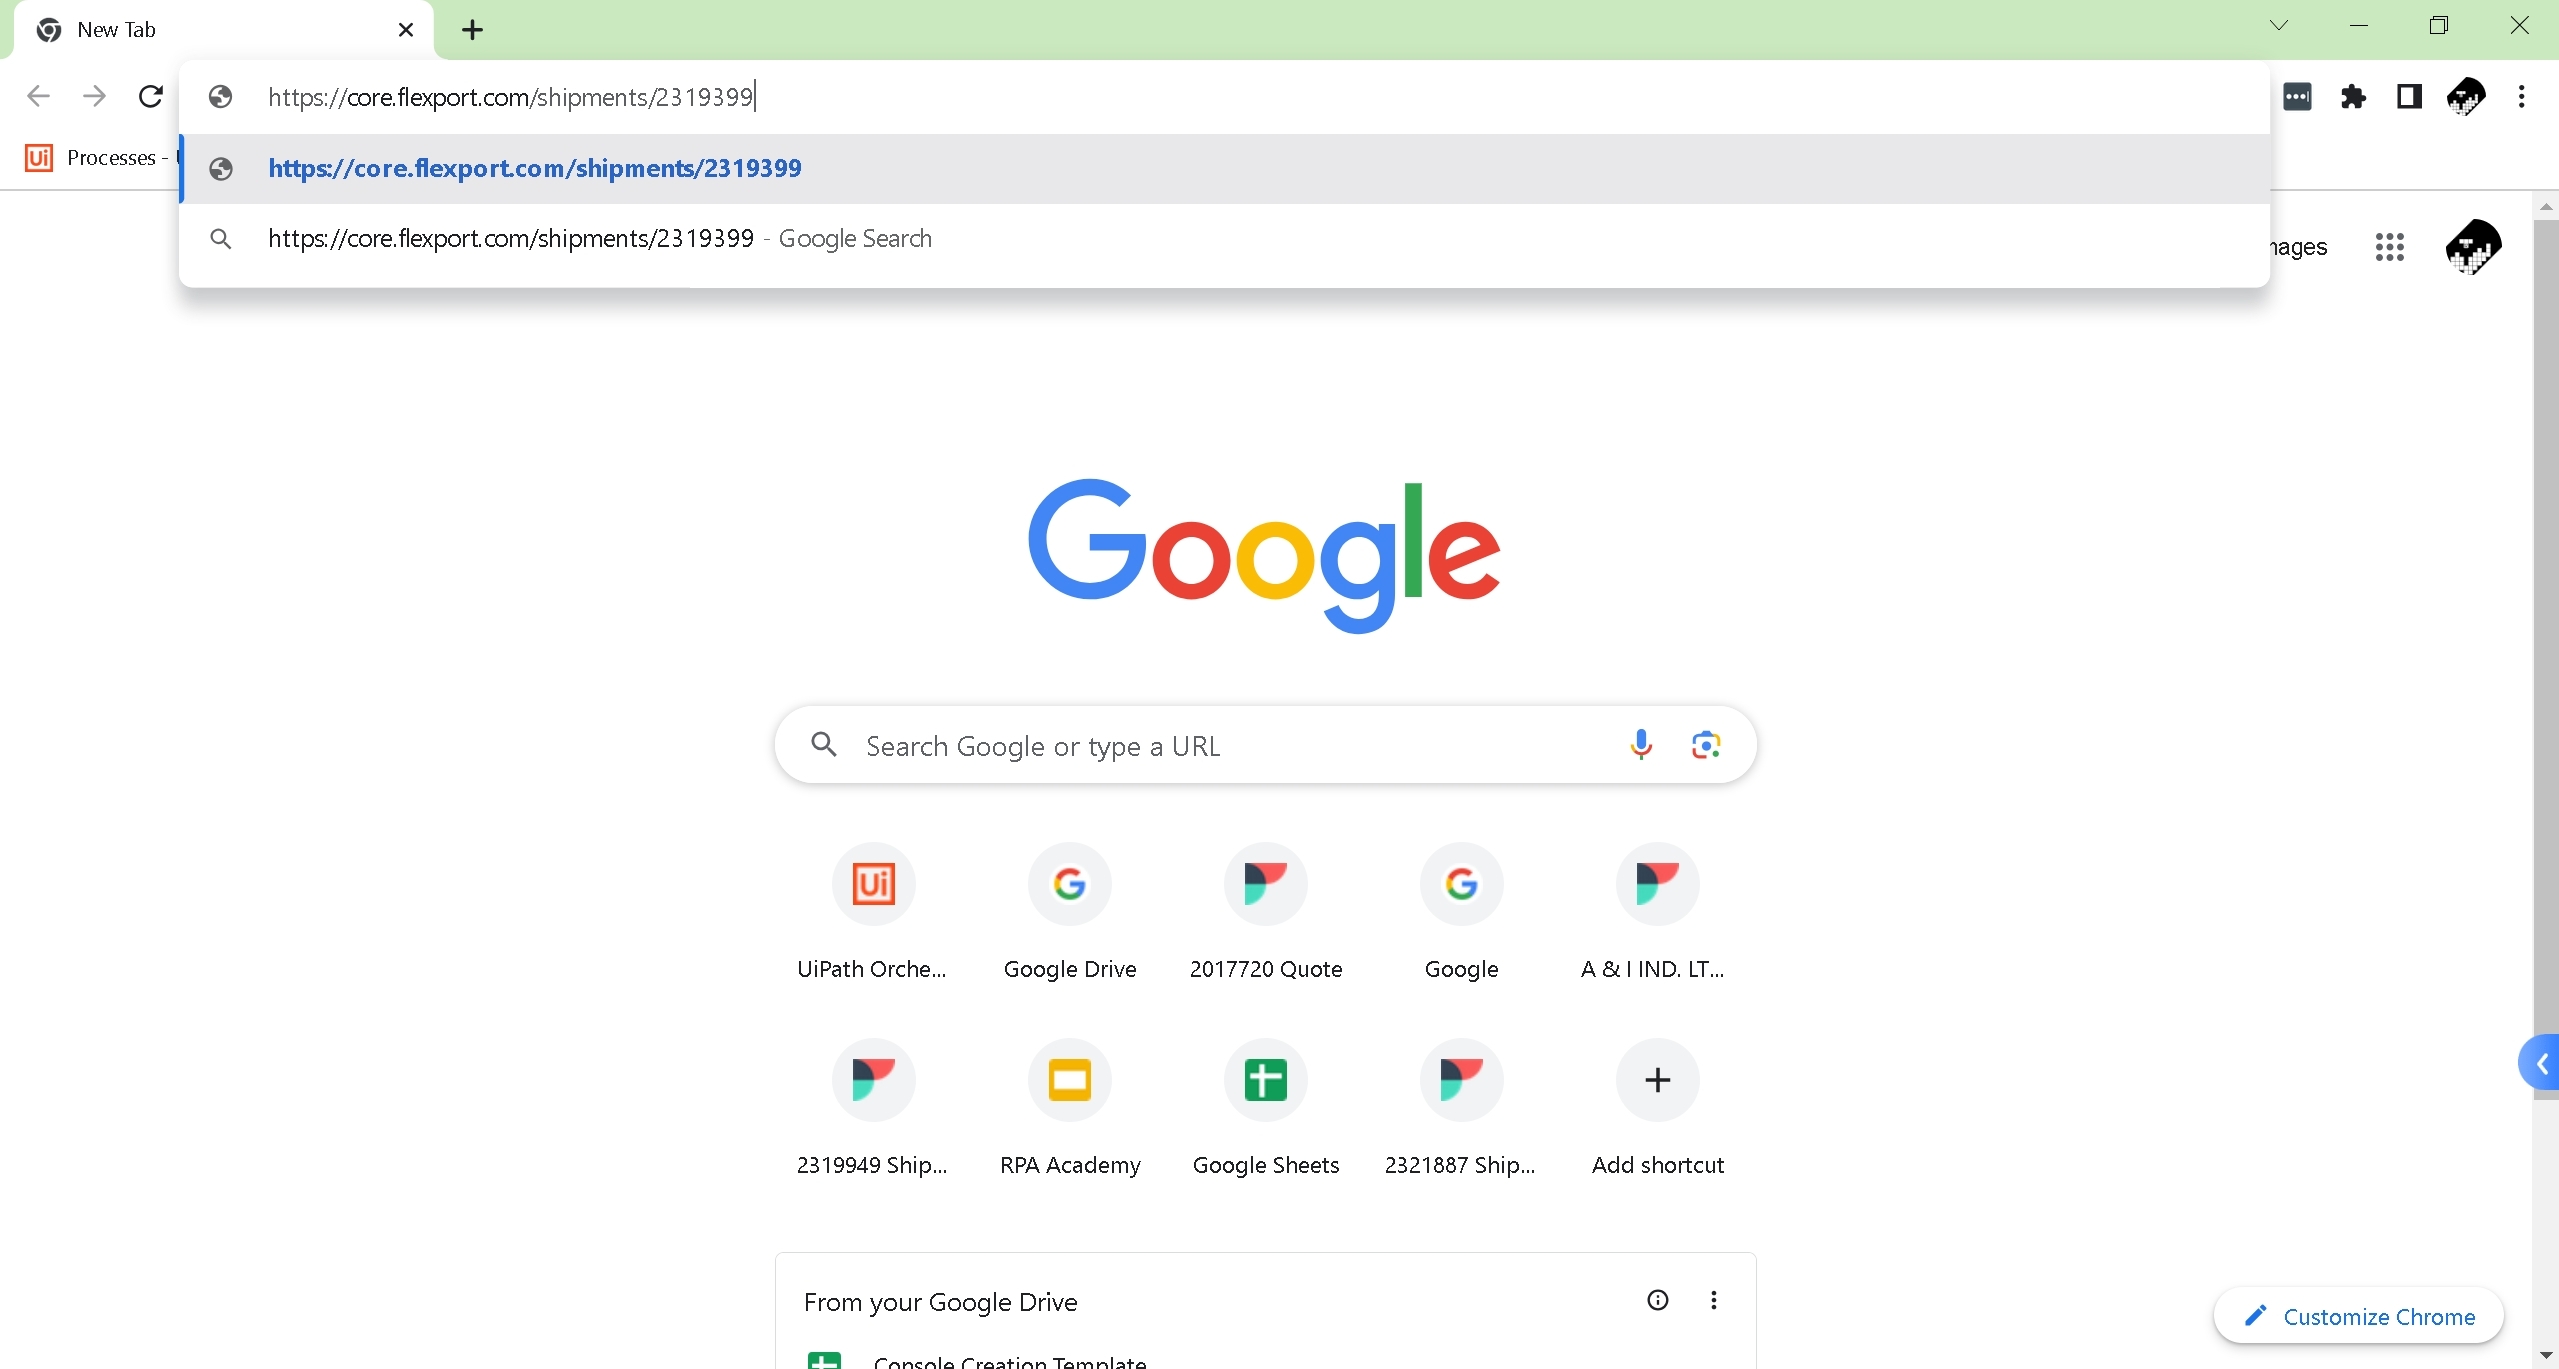 New Tab
https://core.flexport.com/shipments/2319399
Processes -
https://core.flexport.com/shipments/2319399
https://core.flexport.com/shipments/2319399 - Google Search
Google
Search Google or type a URL
UiPath Orche...
Google Drive
2017720 Quote
Google
A & I IND. LT...
2319949 Ship...
RPA Academy
Google Sheets
2321887 Ship...
Add shortcut
From your Google Drive
Customize Chrome
Console Creation Template